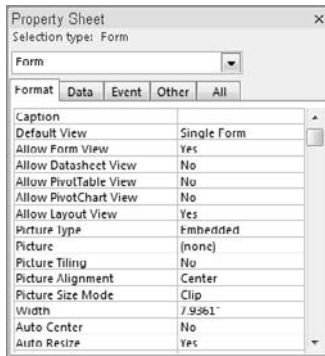 Property Sheet
Selection type: Form
Form
Format Data Event Other All
Caption
Default View Single Form
Allow Form View Yes
Allow Datasheet View No
Allow PivotTable View No
Allow PivotChart View No
Allow Layout View Yes
Picture Type Embedded
Picture (none)
Picture Tiling No
Picture Alignment Center
Picture Size Mode Clip
Width 7.9361"
Auto Center No
Auto Resize Yes